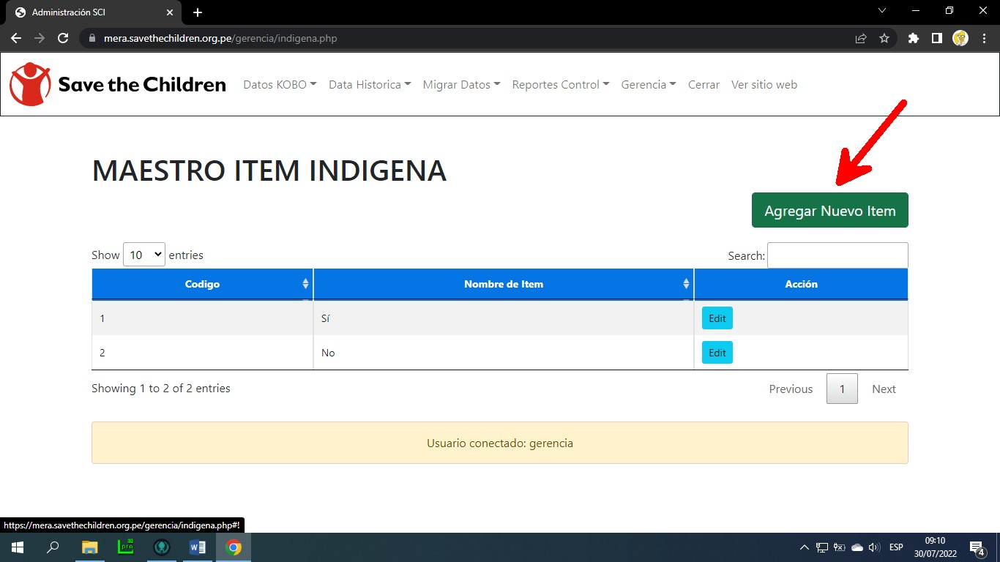 Administración SCI
mera.savethechildren.org.pe/gerencia/indigena.php
Save the Children Datos KOBO Data Historica Migrar Datos Reportes Control Gerencia Cerrar Ver sitio web
MAESTRO ITEM INDIGENA
Agregar Nuevo Item
Show 10 entries Search:
Codigo Nombre de Item Acción
1 Sí Edit
2 No Edit
Showing 1 to 2 of 2 entries Previous 1 Next
Usuario conectado: gerencia
https://mera.savethechildren.org.pe/gerencia/indigena.php#!
09:10
ESP
30/07/2022
4